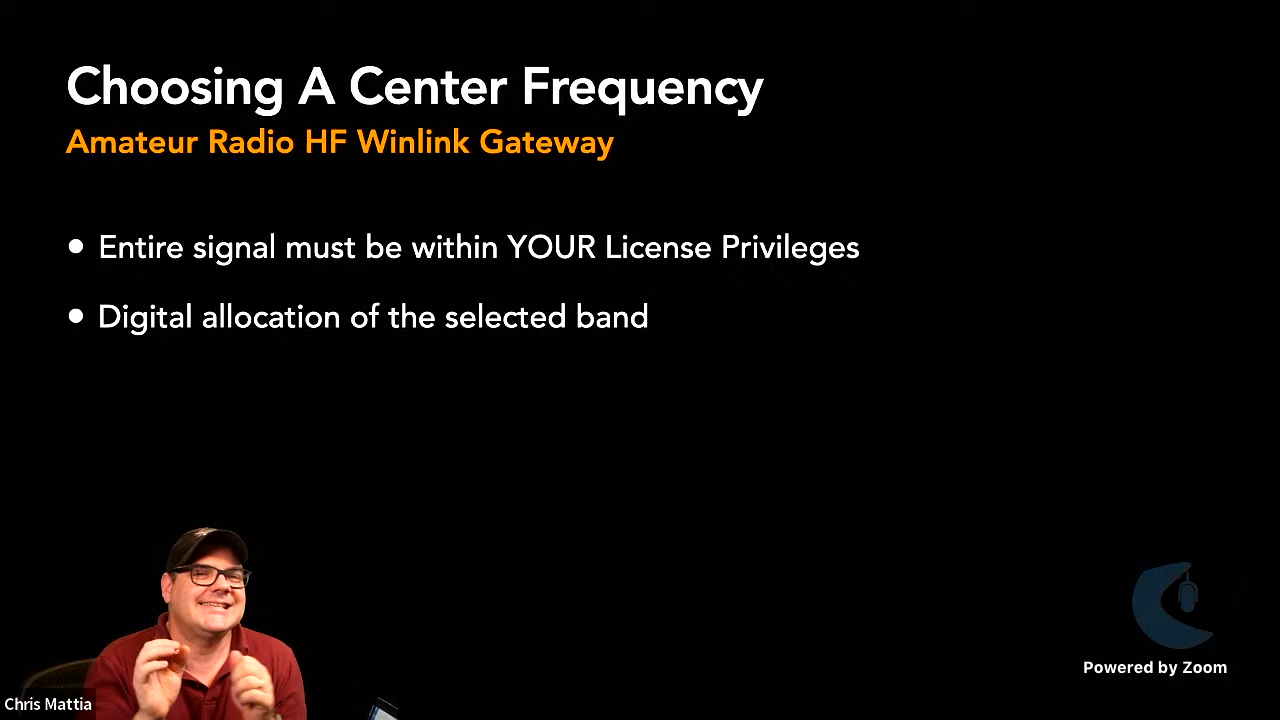 Choosing A Center Frequency
Amateur Radio HF Winlink Gateway
• Entire signal must be within YOUR License Privileges
• Digital allocation of the selected band
Powered by Zoom
Chris Mattia